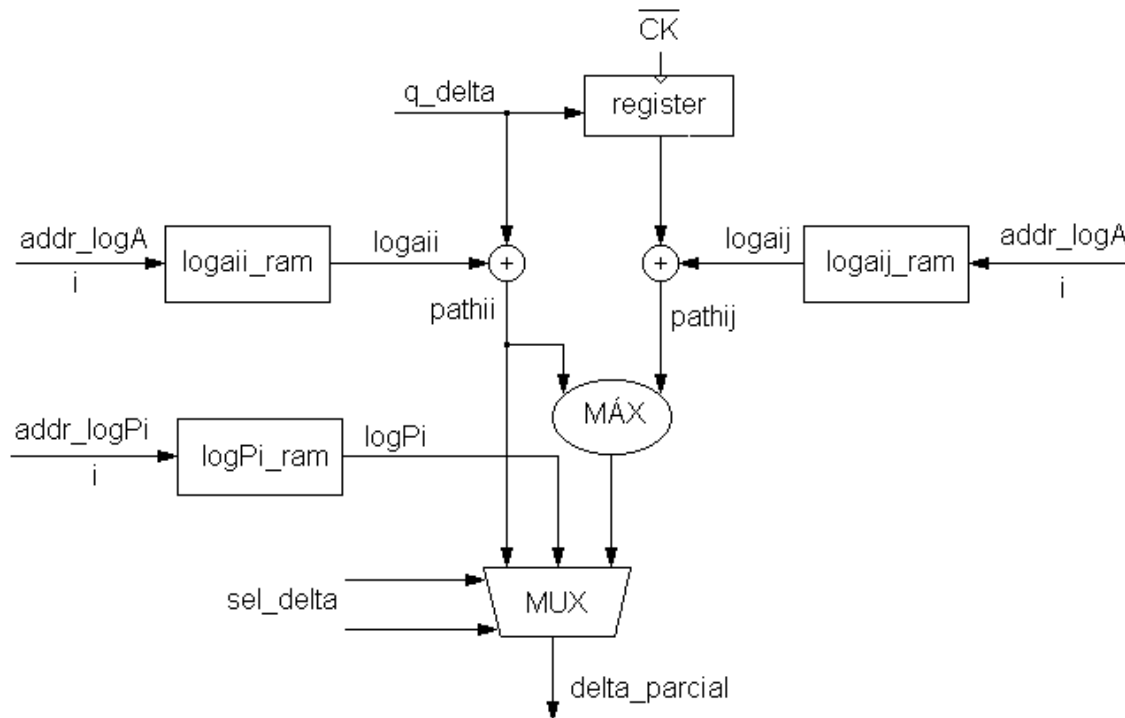 CK
q_delta
register
addr_logA
i
logaii_ram
logaii
+
+
logaij
logaij_ram
addr_logA
i
pathii
pathij
MÁX
addr_logPi
i
logPi_ram
logPi
sel_delta
MUX
delta_parcial